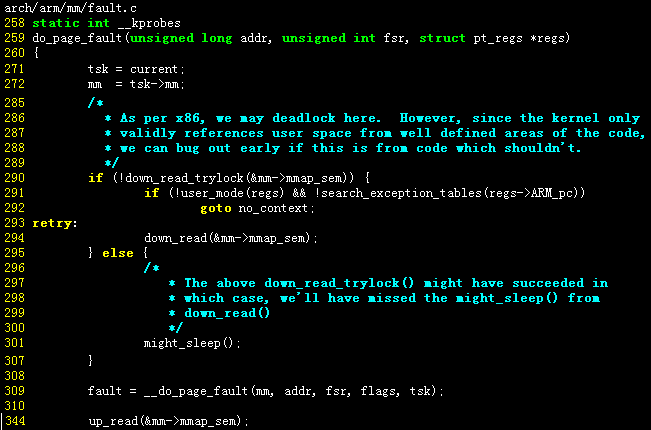 arch/arm/mm/fault.c
258 static int __kprobes
259 do_page_fault(unsigned long addr, unsigned int fsr, struct pt_regs *regs)
260 {
271         tsk = current;
272         mm  = tsk->mm;
285         /*
286          * As per x86, we may deadlock here.  However, since the kernel only
287          * validly references user space from well defined areas of the code,
288          * we can bug out early if this is from code which shouldn't.
289          */
290         if (!down_read_trylock(&mm->mmap_sem)) {
291                 if (!user_mode(regs) && !search_exception_tables(regs->ARM_pc))
292                         goto no_context;
293 retry:
294                 down_read(&mm->mmap_sem);
295         } else {
296                 /*
297                  * The above down_read_trylock() might have succeeded in
298                  * which case, we'll have missed the might_sleep() from
299                  * down_read()
300                  */
301                 might_sleep();
307         }
308
309         fault = __do_page_fault(mm, addr, fsr, flags, tsk);
310
344         up_read(&mm->mmap_sem);